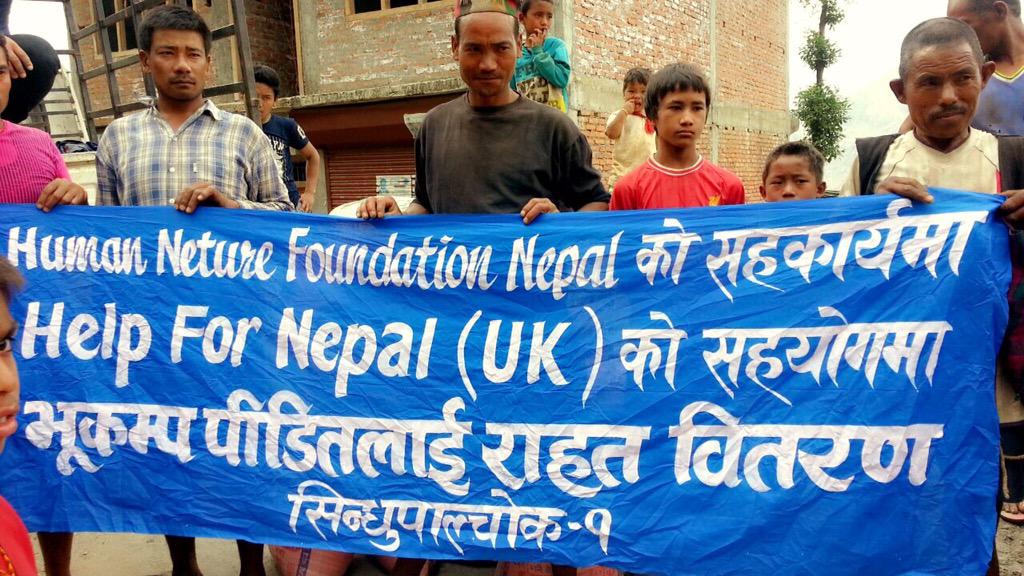 Human Neture Foundation Nepal को सहकार्यमा
Help For Nepal (UK) को सहयोगमा
भूकम्प पीडितलाई राहत वितरण
सिन्धुपाल्चोक-१